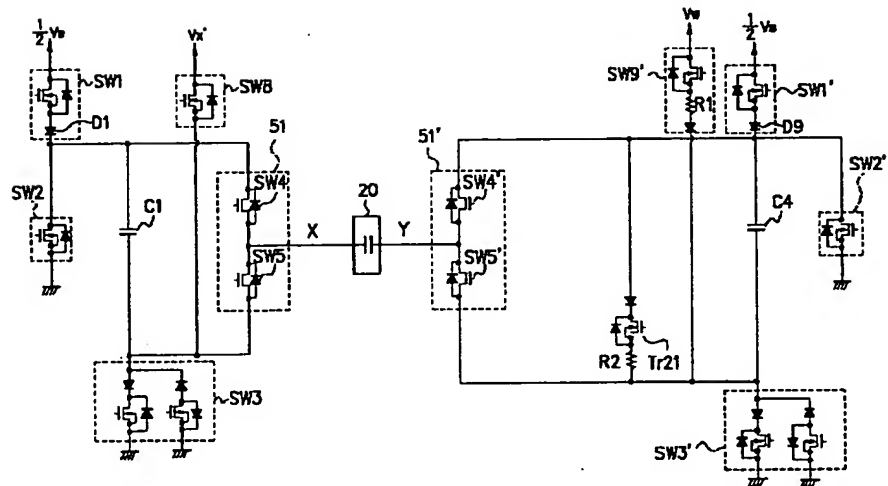 1/2 Vs
Vx'
Vw
1/2 Vs
SW1
SW8
SW9'
R1
SW1'
D1
D9
51
51'
SW2'
SW2
C1
SW4
20
SW4'
C4
X
Y
SW5
SW5'
R2
Tr21
SW3
SW3'